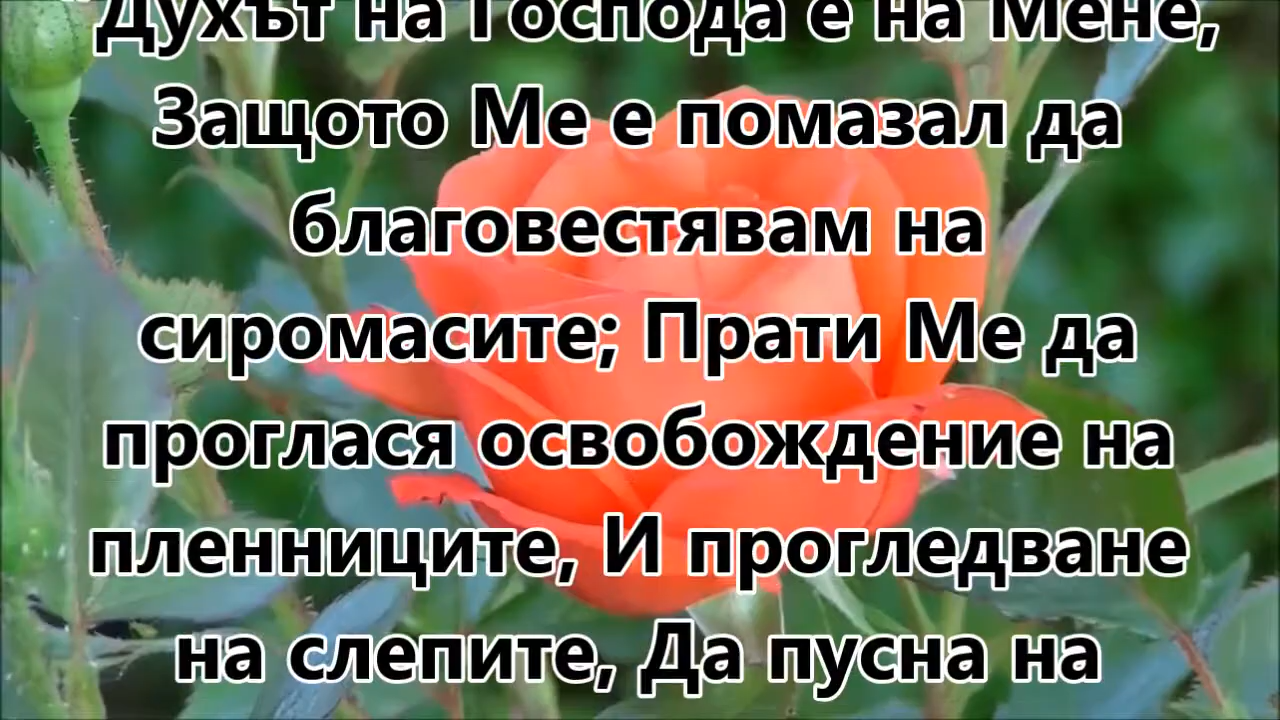 "Духът на Господа е на Мене,
Защото Ме е помазал да
благовестявам на
сиромасите; Прати Ме да
проглася освобождение на
пленниците, И прогледване
на слепите, Да пусна на